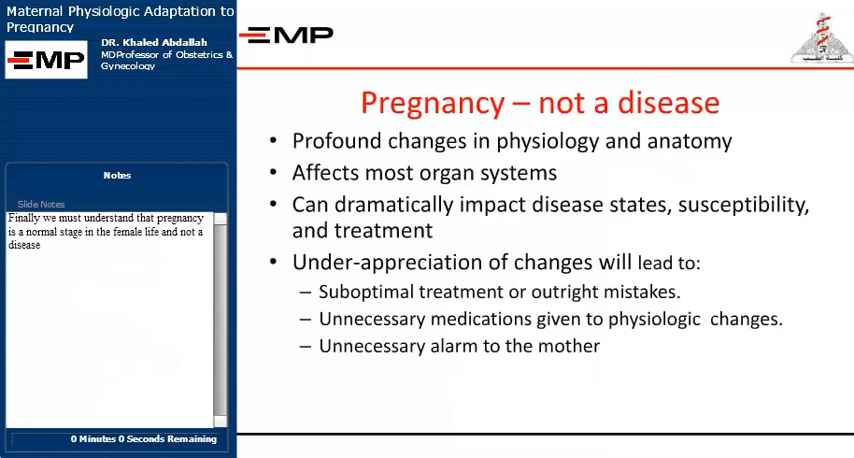 Maternal Physiologic Adaptation to
Pregnancy
DR. Khaled Abdallah
MDProfessor of Obstetrics &
Gynecology
EMP
Notes
Slide Notes
Finally we must understand that pregnancy
is a normal stage in the female life and not a
disease
0 Minutes 0 Seconds Remaining
EMP
كلية الطب
Pregnancy – not a disease
• Profound changes in physiology and anatomy
• Affects most organ systems
• Can dramatically impact disease states, susceptibility,
and treatment
• Under-appreciation of changes will lead to:
– Suboptimal treatment or outright mistakes.
– Unnecessary medications given to physiologic changes.
– Unnecessary alarm to the mother